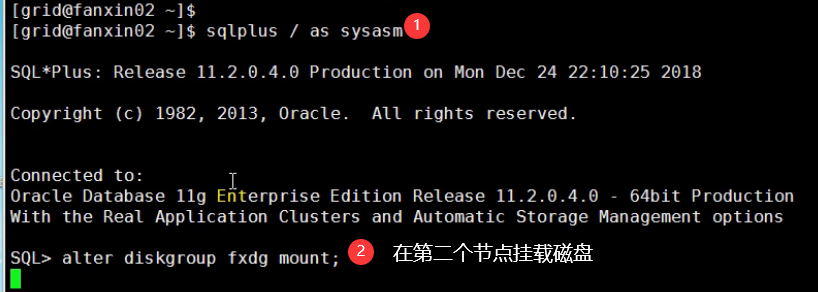 [grid@fanxin02 ~]$
[grid@fanxin02 ~]$ sqlplus / as sysasm 1
SQL*Plus: Release 11.2.0.4.0 Production on Mon Dec 24 22:10:25 2018
Copyright (c) 1982, 2013, Oracle.  All rights reserved.
Connected to:
Oracle Database 11g Enterprise Edition Release 11.2.0.4.0 - 64bit Production
With the Real Application Clusters and Automatic Storage Management options
SQL> alter diskgroup fxdg mount; 2 在第二个节点挂载磁盘